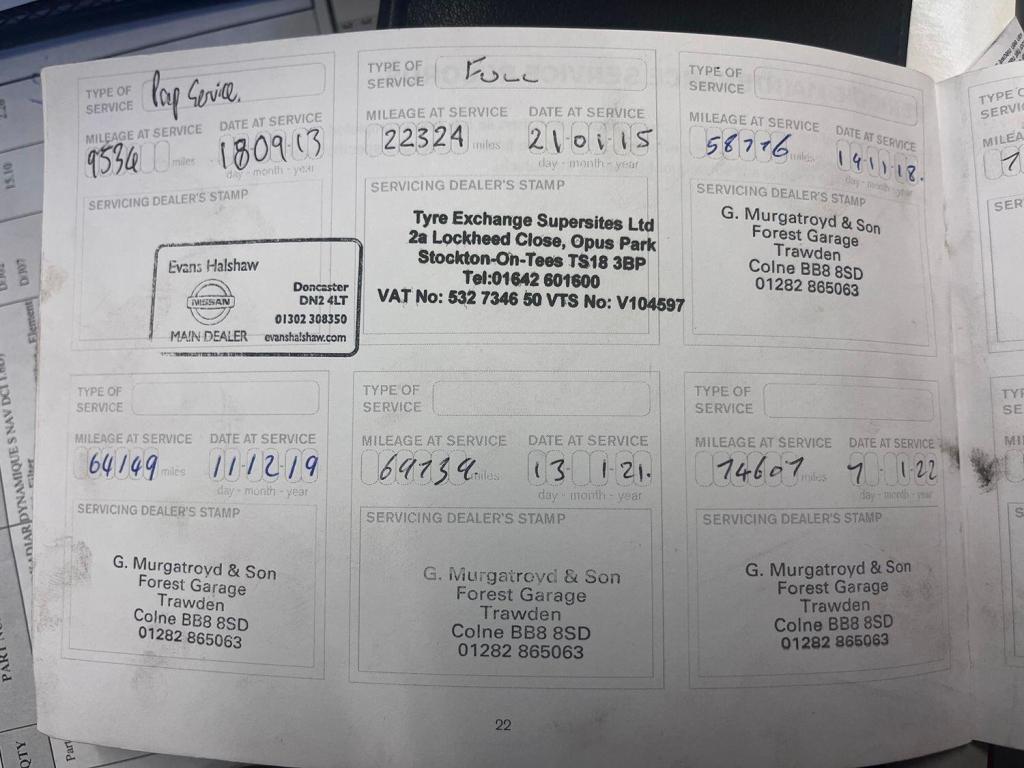 TYPE OF SERVICE Prep Service.
MILEAGE AT SERVICE DATE AT SERVICE
9536 miles 18 09 13
day - month - year
SERVICING DEALER'S STAMP
Evans Halshaw
NISSAN
MAIN DEALER
Doncaster
DN2 4LT
01302 308350
evanshalshaw.com
TYPE OF SERVICE FULL
MILEAGE AT SERVICE DATE AT SERVICE
22324 miles 21 01 15
day - month - year
SERVICING DEALER'S STAMP
Tyre Exchange Supersites Ltd
2a Lockheed Close, Opus Park
Stockton-On-Tees TS18 3BP
Tel:01642 601600
VAT No: 532 7346 50 VTS No: V104597
TYPE OF SERVICE
MILEAGE AT SERVICE DATE AT SERVICE
58776 miles 14 11 18.
day - month - year
SERVICING DEALER'S STAMP
G. Murgatroyd & Son
Forest Garage
Trawden
Colne BB8 8SD
01282 865063
TYPE OF SERVICE
MILEAGE AT SERVICE DATE AT SERVICE
64149 miles 11-12-19
day - month - year
SERVICING DEALER'S STAMP
G. Murgatroyd & Son
Forest Garage
Trawden
Colne BB8 8SD
01282 865063
TYPE OF SERVICE
MILEAGE AT SERVICE DATE AT SERVICE
69739 miles 13 1 21.
day - month - year
SERVICING DEALER'S STAMP
G. Murgatroyd & Son
Forest Garage
Trawden
Colne BB8 8SD
01282 865063
TYPE OF SERVICE
MILEAGE AT SERVICE DATE AT SERVICE
74607 miles 7 1 22
day - month - year
SERVICING DEALER'S STAMP
G. Murgatroyd & Son
Forest Garage
Trawden
Colne BB8 8SD
01282 865063
22